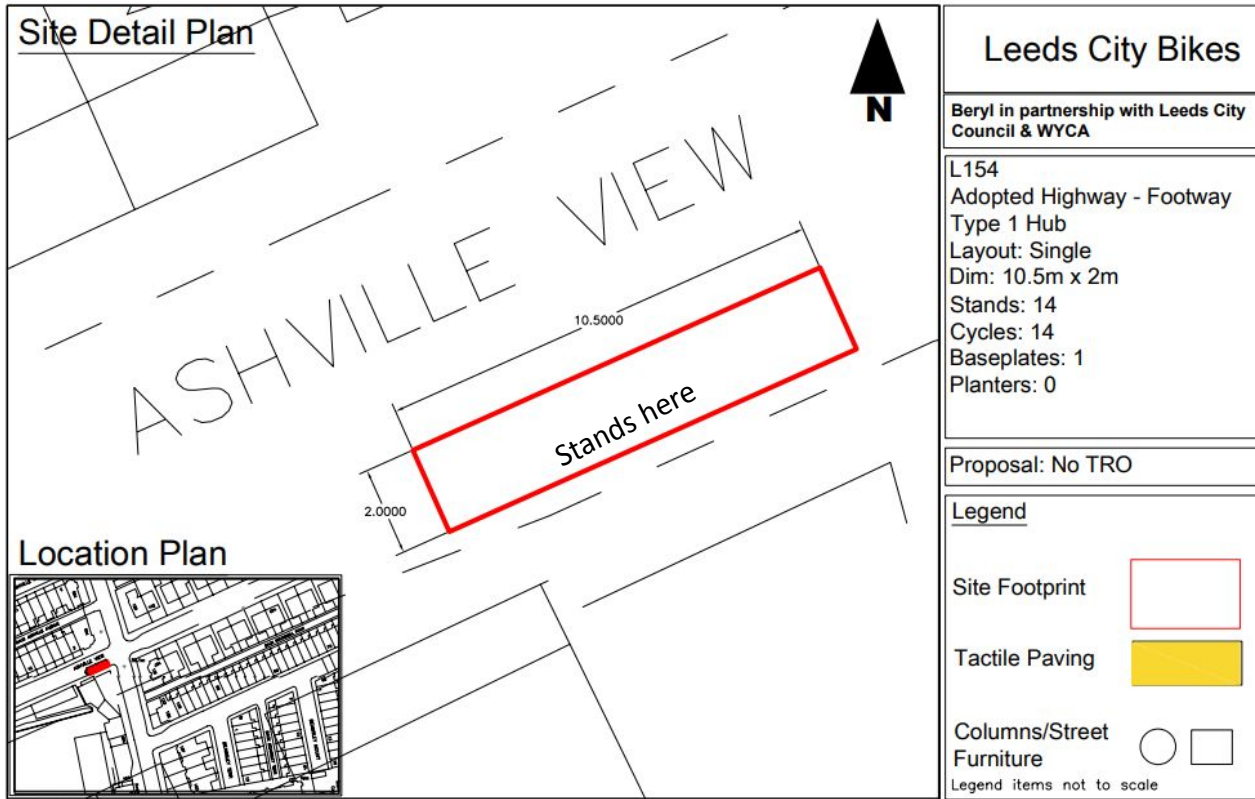 Site Detail Plan
N
ASHVILLE VIEW
10.5000
Stands here
2.0000
Location Plan
ASHVILLE VIEW
Leeds City Bikes
Beryl in partnership with Leeds City
Council & WYCA
L154
Adopted Highway - Footway
Type 1 Hub
Layout: Single
Dim: 10.5m x 2m
Stands: 14
Cycles: 14
Baseplates: 1
Planters: 0
Proposal: No TRO
Legend
Site Footprint
Tactile Paving
Columns/Street
Furniture
Legend items not to scale